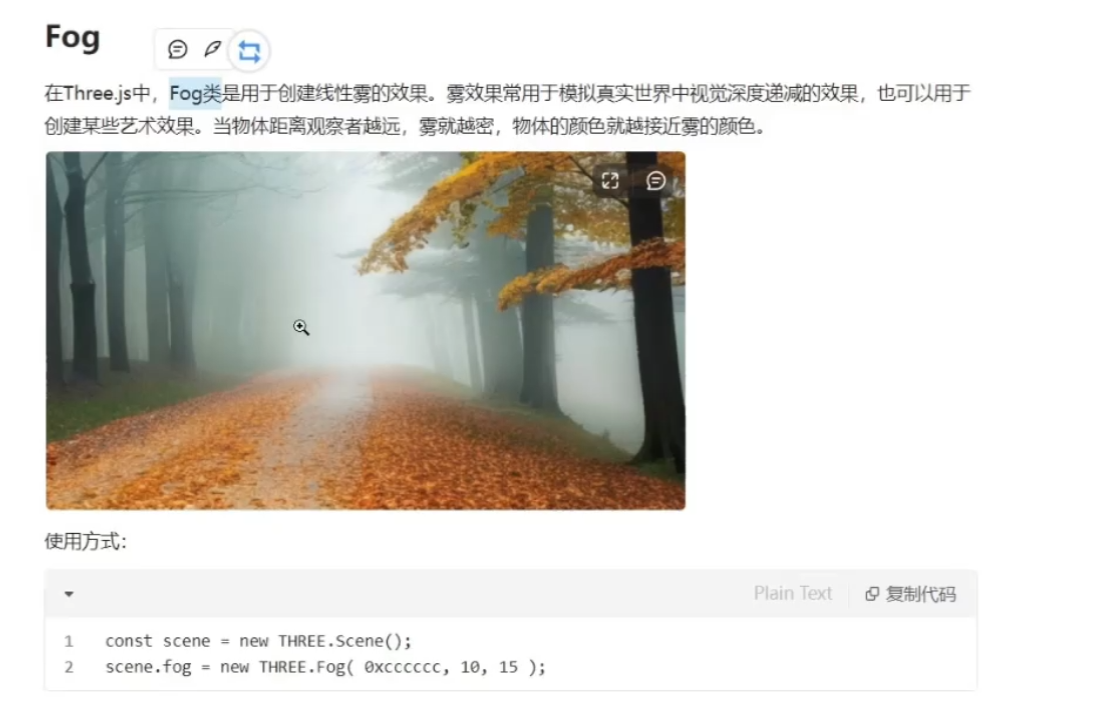 Fog
在Three.js中，Fog类是用于创建线性雾的效果。雾效果常用于模拟真实世界中视觉深度递减的效果，也可以用于
创建某些艺术效果。当物体距离观察者越远，雾就越密，物体的颜色就越接近雾的颜色。
使用方式：
Plain Text 复制代码
1 const scene = new THREE.Scene();
2 scene.fog = new THREE.Fog( 0xcccccc, 10, 15 );